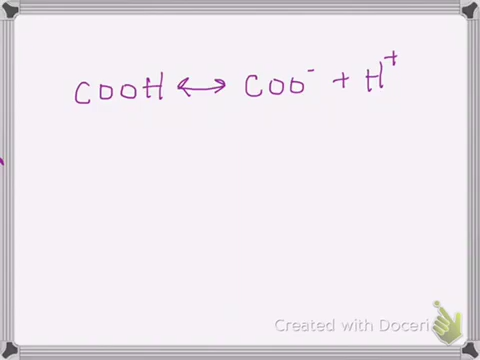 COOH ↔ COO⁻ + H⁺
Created with Doceri